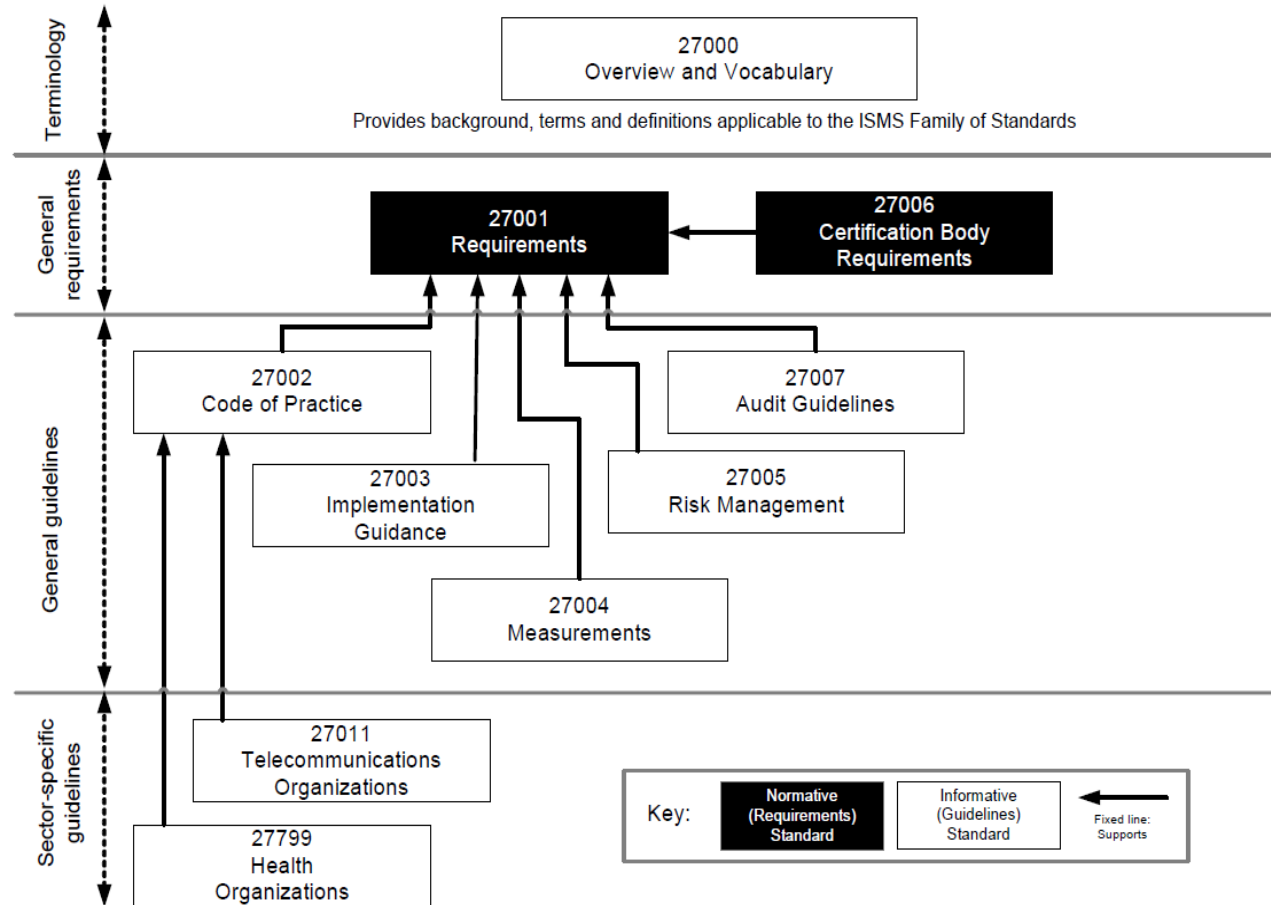 Terminology
27000
Overview and Vocabulary
Provides background, terms and definitions applicable to the ISMS Family of Standards
General
requirements
27001
Requirements
27006
Certification Body
Requirements
General guidelines
27002
Code of Practice
27007
Audit Guidelines
27003
Implementation
Guidance
27005
Risk Management
27004
Measurements
Sector-specific
guidelines
27011
Telecommunications
Organizations
27799
Health
Organizations
Key:
Normative
(Requirements)
Standard
Informative
(Guidelines)
Standard
Fixed line:
Supports